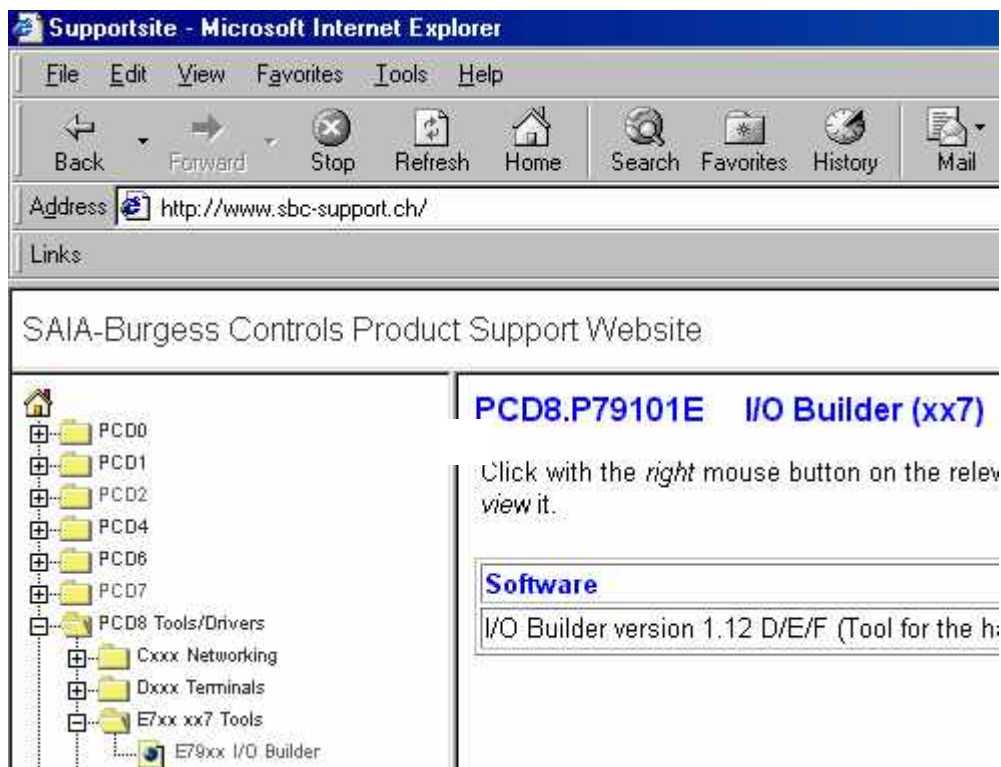 Supportsite - Microsoft Internet Explorer
File Edit View Favorites Tools Help
Back Forward Stop Refresh Home Search Favorites History Mail
Address http://www.sbc-support.ch/
Links
SAIA-Burgess Controls Product Support Website
PCD0
PCD1
PCD2
PCD4
PCD6
PCD7
PCD8 Tools/Drivers
Cxxx Networking
Dxxx Terminals
E7xx xx7 Tools
E79xx I/O Builder
PCD8.P79101E I/O Builder (xx7)
Click with the right mouse button on the relev
view it.
Software
I/O Builder version 1.12 D/E/F (Tool for the ha